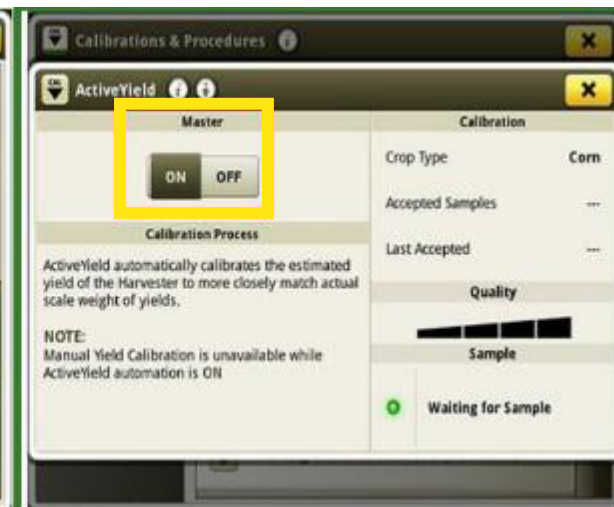 Calibrations & Procedures
ActiveYield
Master
ON OFF
Calibration Process
ActiveYield automatically calibrates the estimated
yield of the Harvester to more closely match actual
scale weight of yields.
NOTE:
Manual Yield Calibration is unavailable while
ActiveYield automation is ON
Calibration
Crop Type Corn
Accepted Samples ---
Last Accepted ---
Quality
Sample
Waiting for Sample